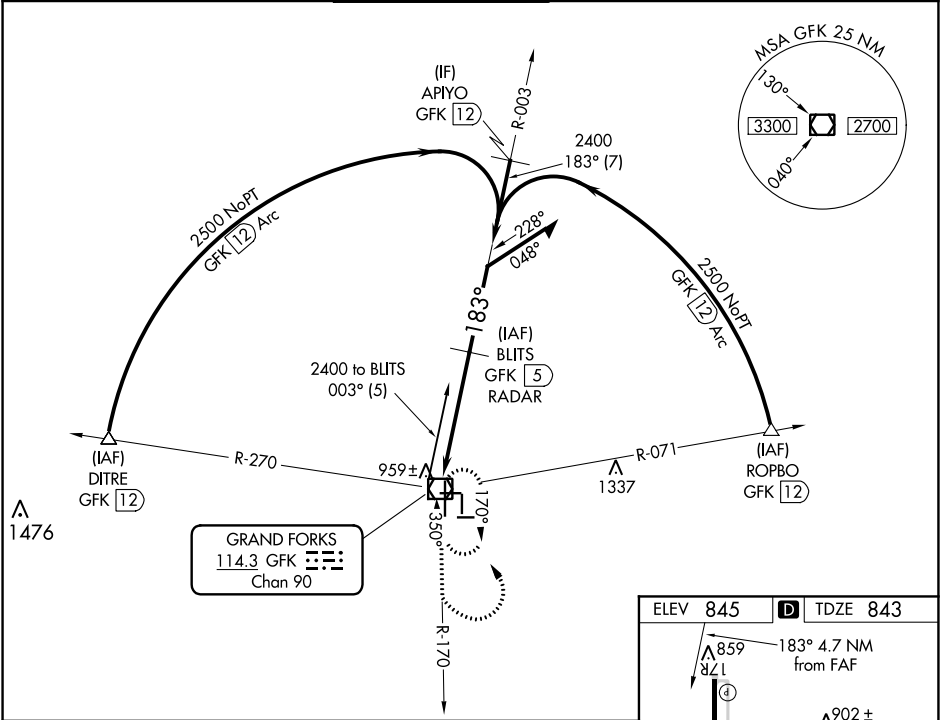 MSA GFK 25 NM
130°
3300
2700
040°
(IF)
APIYO
GFK 12
R-003
2400
183° (7)
2500 NoPT
GFK 12 Arc
228°
048°
2500 NoPT
GFK 12 Arc
183°
(IAF)
BLITS
GFK 5
RADAR
2400 to BLITS
003° (5)
(IAF)
DITRE
GFK 12
R-270
959±
R-071
1337
(IAF)
ROPBO
GFK 12
1476
170°
350°
GRAND FORKS
114.3 GFK
Chan 90
R-170
ELEV 845 D TDZE 843
859
183° 4.7 NM
from FAF
17R
P
902±